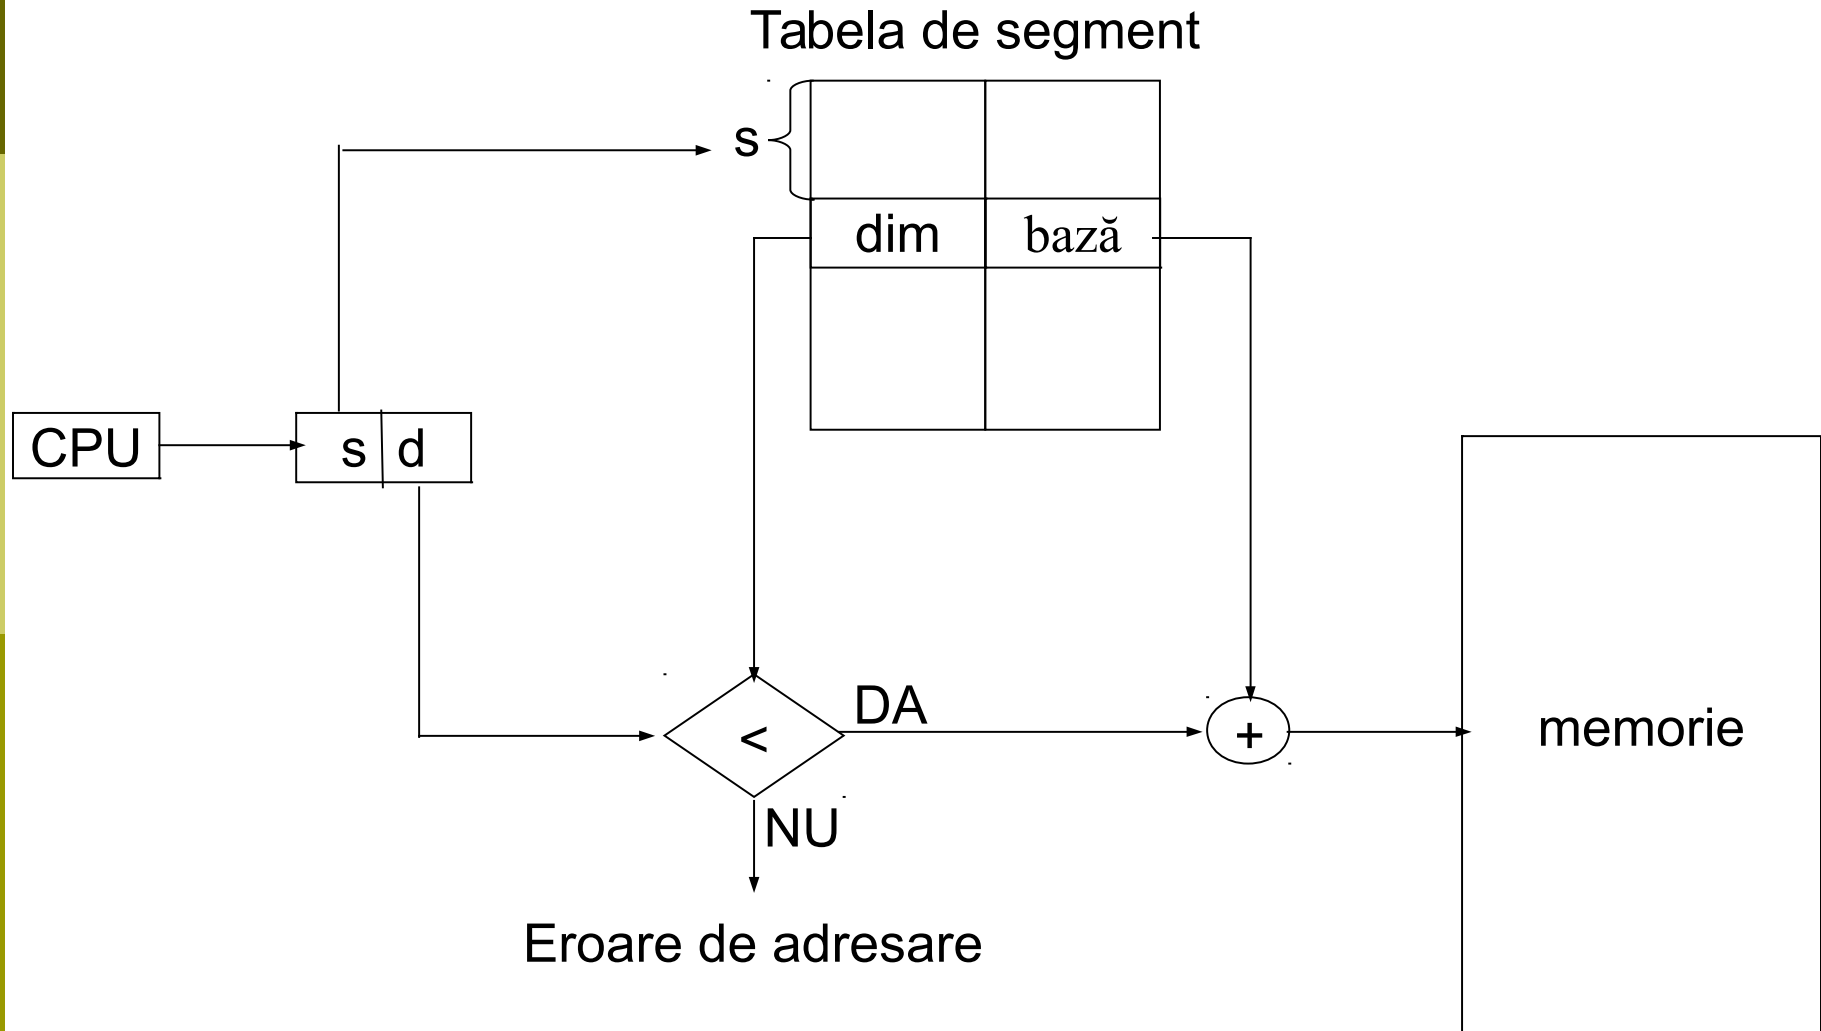 Tabela de segment
s
dim bază
CPU
s d
DA
<
+
memorie
NU
Eroare de adresare